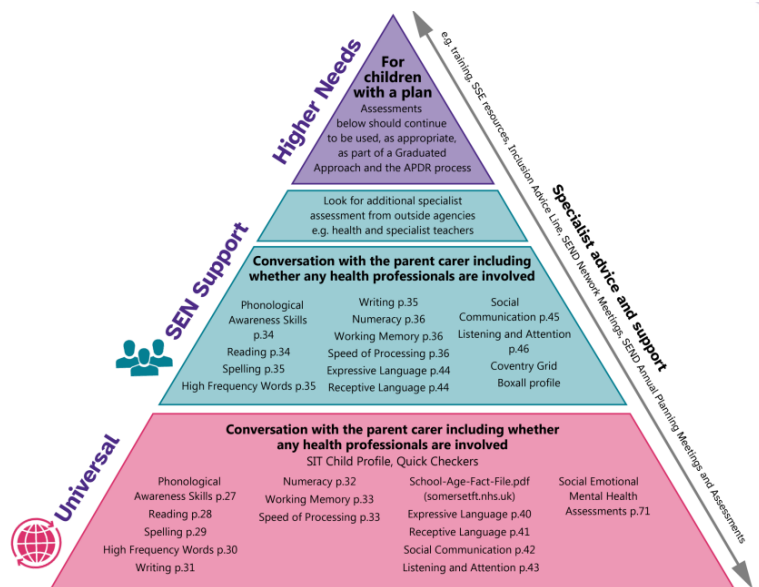 Higher Needs
For
children
with a plan
Assessments
below should continue
to be used, as appropriate,
as part of a Graduated
Approach and the APDR process
SEN Support
Look for additional specialist
assessment from outside agencies
e.g. health and specialist teachers
Conversation with the parent carer including
whether any health professionals are involved
Phonological
Awareness Skills
p.34
Reading p.34
Spelling p.35
High Frequency Words p.35
Writing p.35
Numeracy p.36
Working Memory p.36
Speed of Processing p.36
Expressive Language p.44
Receptive Language p.44
Social
Communication p.45
Listening and Attention
p.46
Coventry Grid
Boxall profile
Universal
Conversation with the parent carer including whether
any health professionals are involved
SIT Child Profile, Quick Checkers
Phonological
Awareness Skills p.27
Reading p.28
Spelling p.29
High Frequency Words p.30
Writing p.31
Numeracy p.32
Working Memory p.33
Speed of Processing p.33
School-Age-Fact-File.pdf
(somersetft.nhs.uk)
Expressive Language p.40
Receptive Language p.41
Social Communication p.42
Listening and Attention p.43
Social Emotional
Mental Health
Assessments p.71
Specialist advice and support
e.g. training, SSE resources, Inclusion Advice Line, SEND Network Meetings, SEND Annual Planning Meetings and Assessments